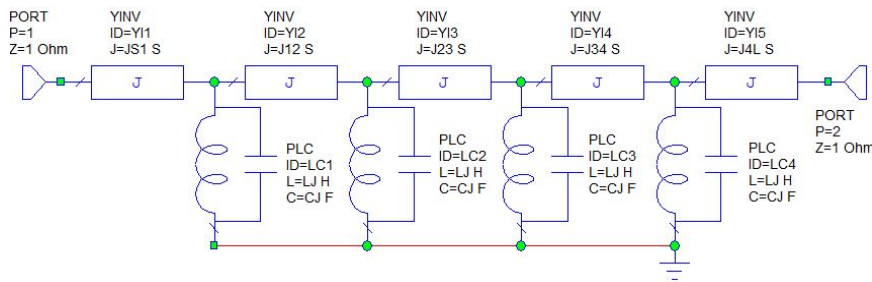 PORT
P=1
Z=1 Ohm
YINV
ID=YI1
J=JS1 S
J
YINV
ID=YI2
J=J12 S
J
YINV
ID=YI3
J=J23 S
J
YINV
ID=YI4
J=J34 S
J
YINV
ID=YI5
J=J4L S
J
PORT
P=2
Z=1 Ohm
PLC
ID=LC1
L=LJ H
C=CJ F
PLC
ID=LC2
L=LJ H
C=CJ F
PLC
ID=LC3
L=LJ H
C=CJ F
PLC
ID=LC4
L=LJ H
C=CJ F